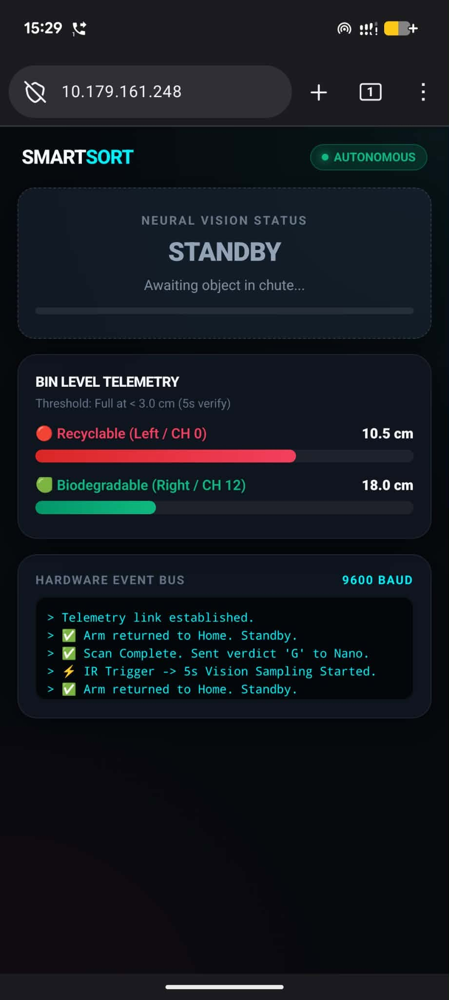 15:29
1
10.179.161.248
1
SMARTSORT
AUTONOMOUS
NEURAL VISION STATUS
STANDBY
Awaiting object in chute...
BIN LEVEL TELEMETRY
Threshold: Full at < 3.0 cm (5s verify)
🔴 Recyclable (Left / CH 0) 10.5 cm
🟢 Biodegradable (Right / CH 12) 18.0 cm
HARDWARE EVENT BUS 9600 BAUD
> Telemetry link established.
> ✅ Arm returned to Home. Standby.
> ✅ Scan Complete. Sent verdict 'G' to Nano.
> ⚡ IR Trigger -> 5s Vision Sampling Started.
> ✅ Arm returned to Home. Standby.